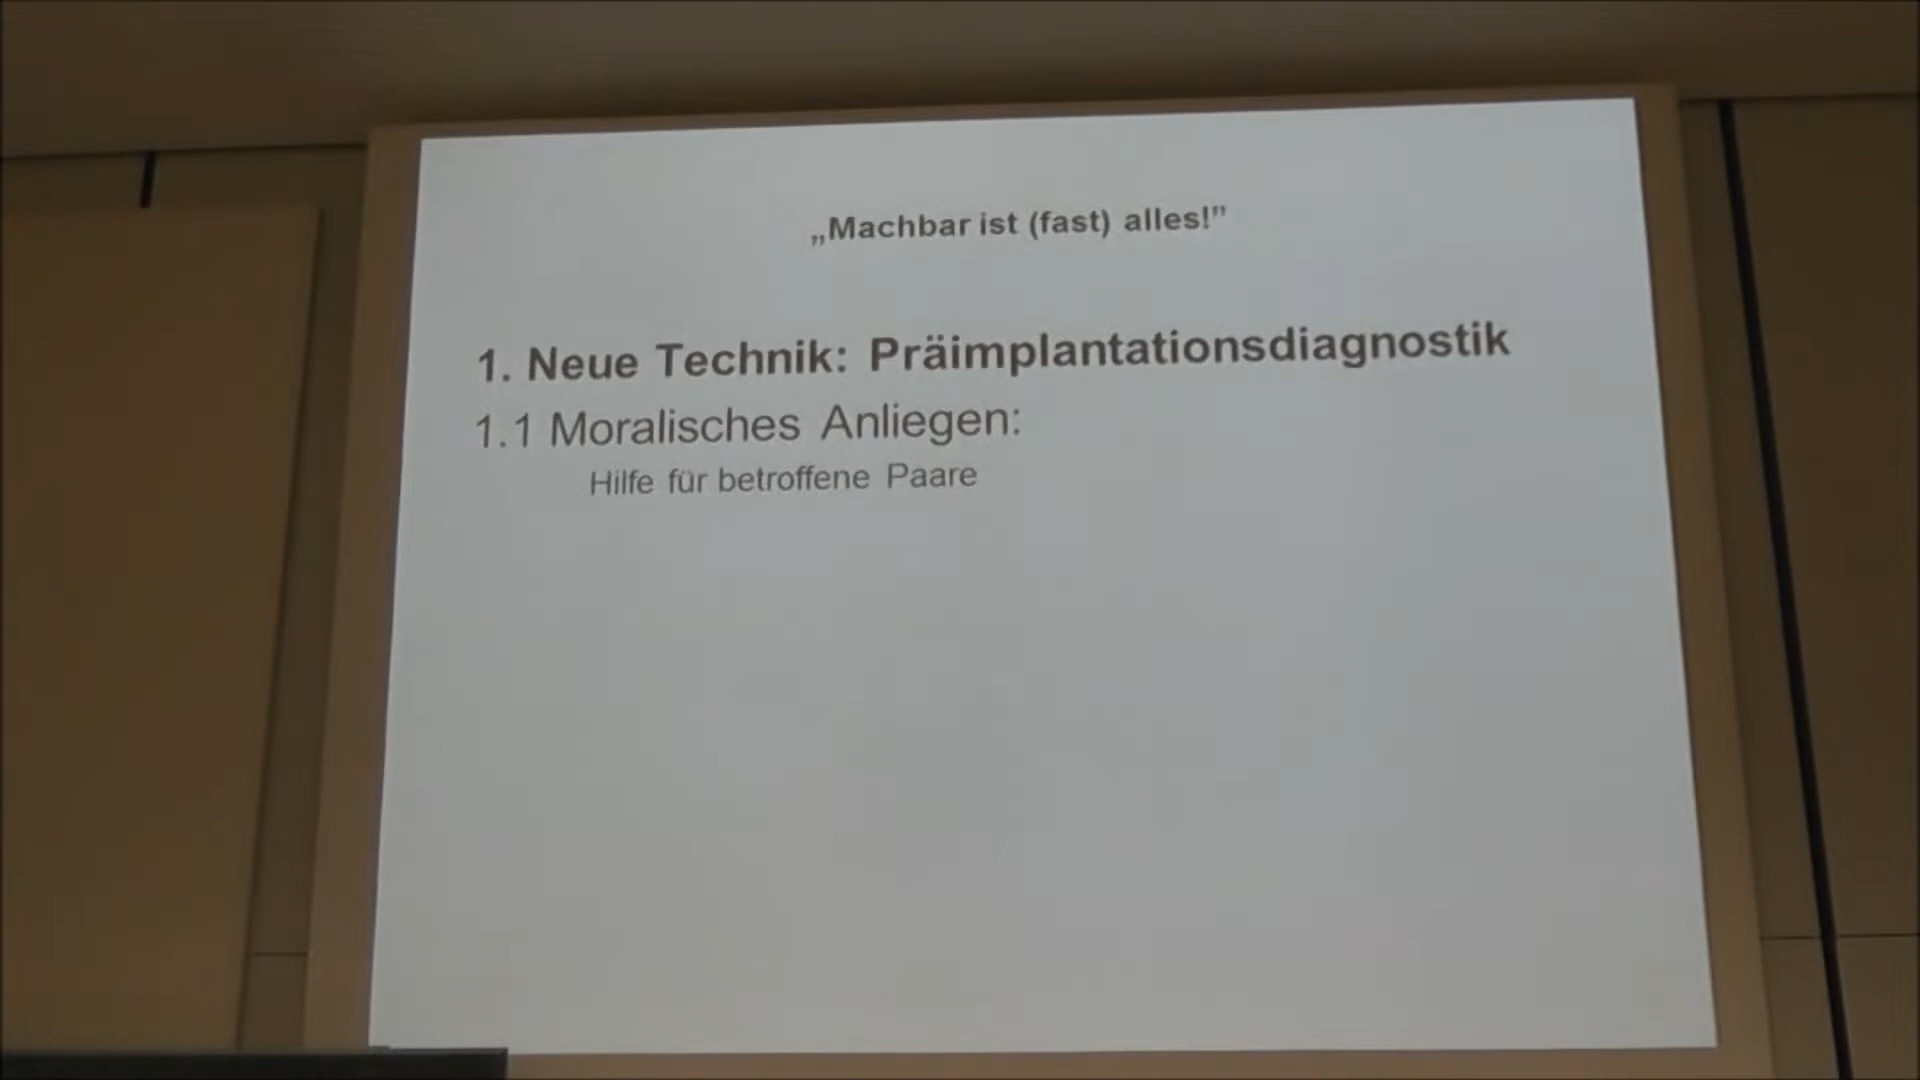 „Machbar ist (fast) alles!”
1. Neue Technik: Präimplantationsdiagnostik
1.1 Moralisches Anliegen:
Hilfe für betroffene Paare